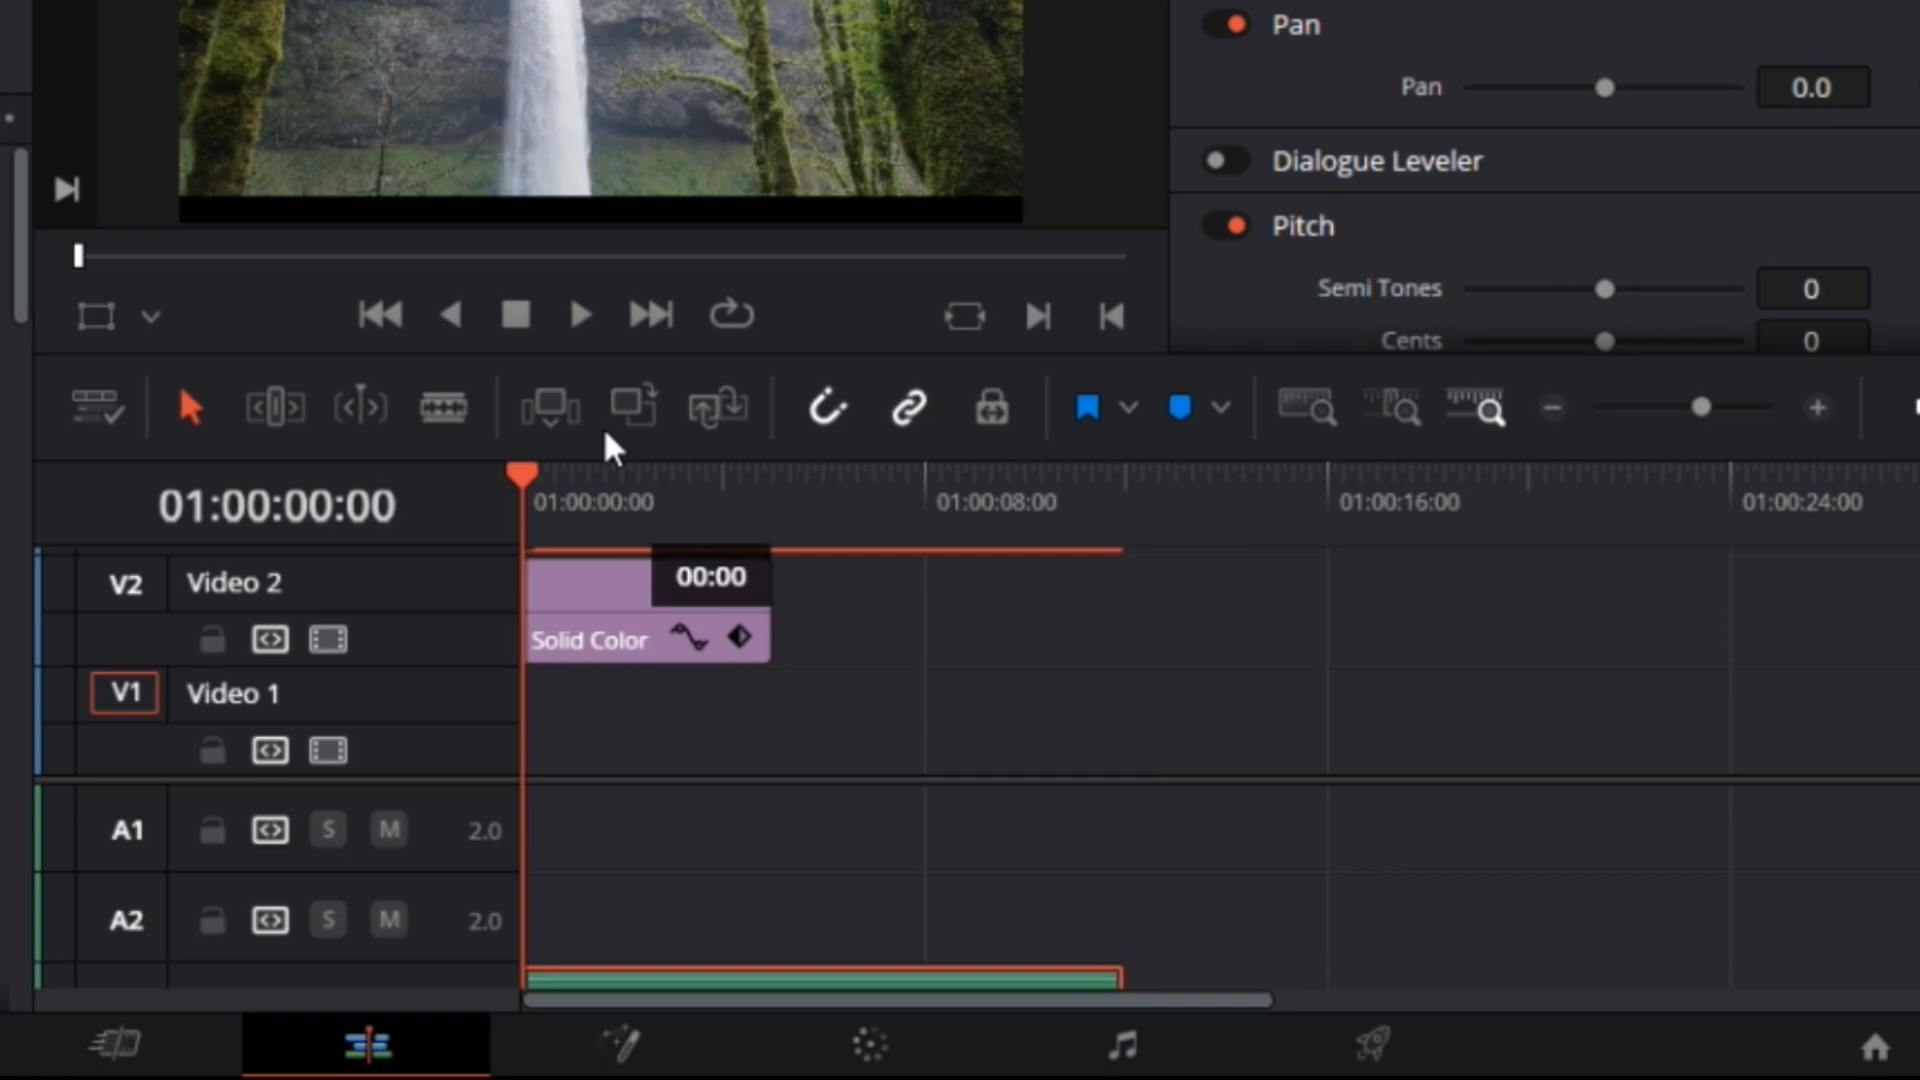 Pan
Pan 0.0
Dialogue Leveler
Pitch
Semi Tones 0
Cents 0
01:00:00:00
01:00:00:00 01:00:08:00 01:00:16:00 01:00:24:00
V2 Video 2
00:00
Solid Color
V1 Video 1
A1 S M 2.0
A2 S M 2.0